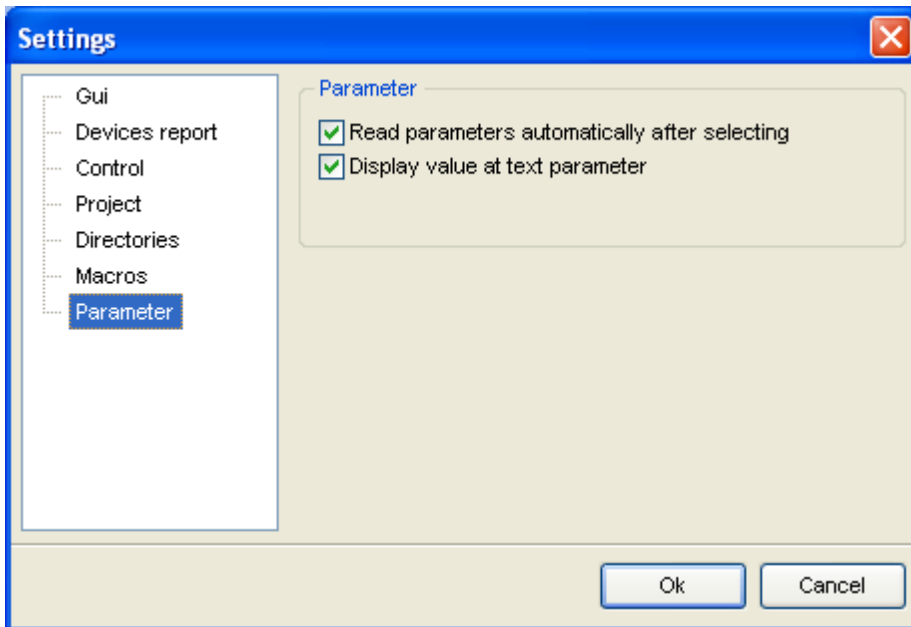 Settings
Gui
Devices report
Control
Project
Directories
Macros
Parameter
Parameter
Read parameters automatically after selecting
Display value at text parameter
Ok
Cancel